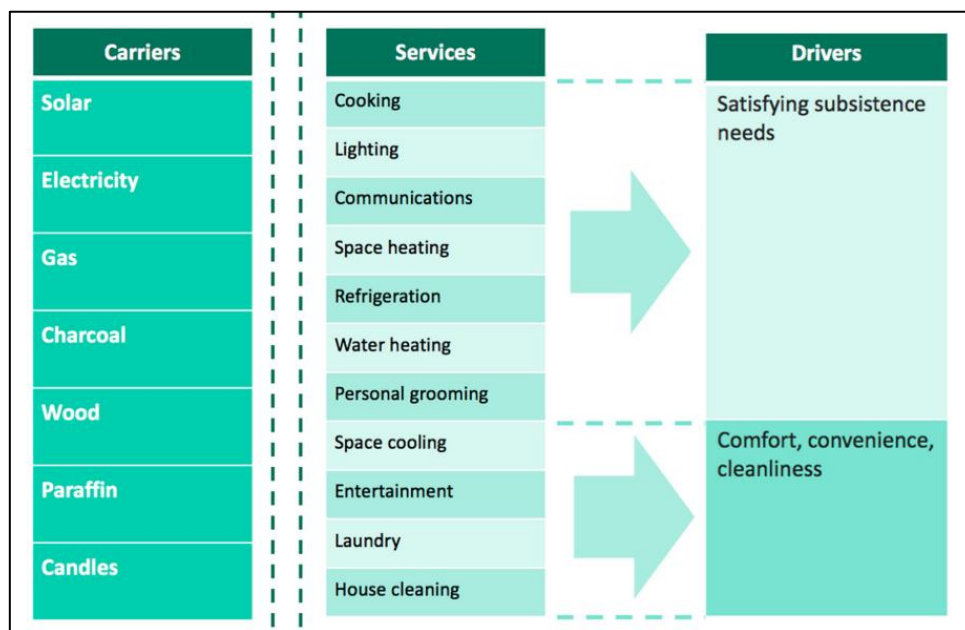 Carriers
Solar
Electricity
Gas
Charcoal
Wood
Paraffin
Candles
Services
Cooking
Lighting
Communications
Space heating
Refrigeration
Water heating
Personal grooming
Space cooling
Entertainment
Laundry
House cleaning
Drivers
Satisfying subsistence
needs
Comfort, convenience,
cleanliness